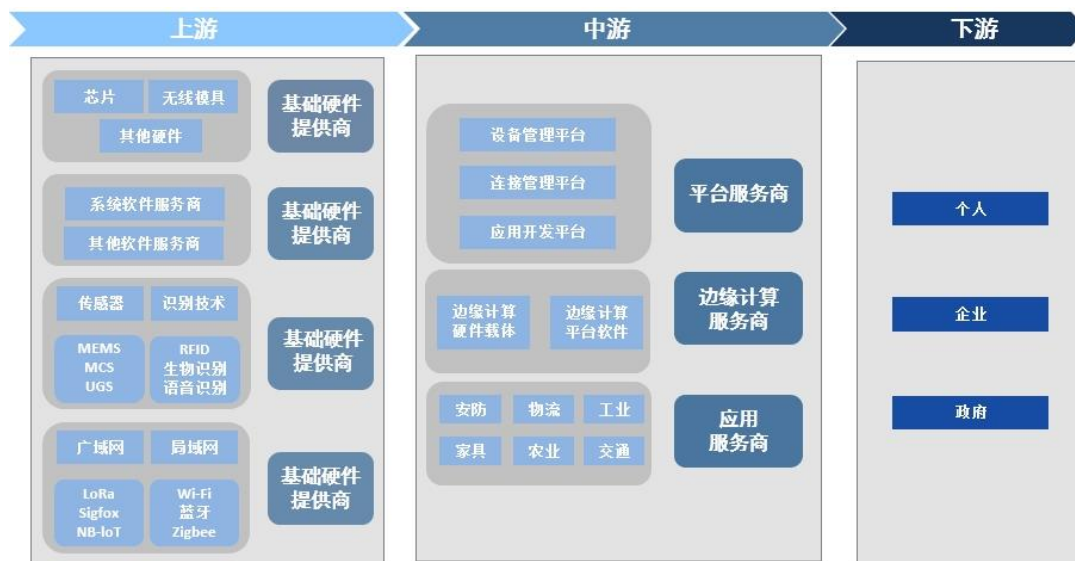 上游
中游
下游
芯片
无线模具
其他硬件
基础硬件
提供商
系统软件服务商
其他软件服务商
基础硬件
提供商
传感器
识别技术
MEMS
MCS
UGS
RFID
生物识别
语音识别
基础硬件
提供商
广域网
局域网
LoRa
Sigfox
NB-IoT
Wi-Fi
蓝牙
Zigbee
基础硬件
提供商
设备管理平台
连接管理平台
应用开发平台
平台服务商
边缘计算
硬件载体
边缘计算
平台软件
边缘计算
服务商
安防
物流
工业
家具
农业
交通
应用
服务商
个人
企业
政府